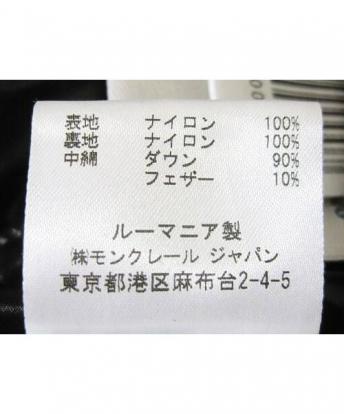 表地 ナイロン 100%
裏地 ナイロン 100%
中綿 ダウン 90%
フェザー 10%
ルーマニア製
㈱モンクレール ジャパン
東京都港区麻布台2-4-5